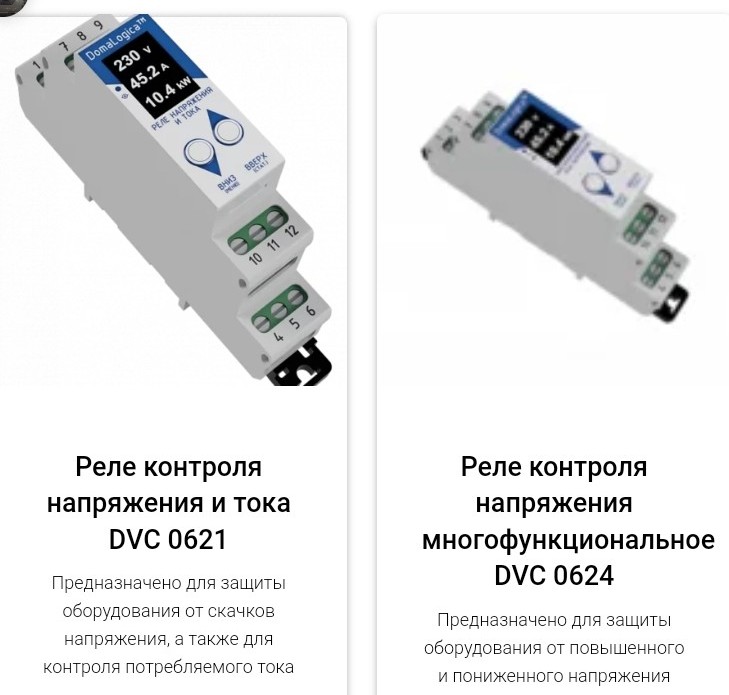 1 7 8 9
DomaLogica™
230 V
45.2 A
10.4 kW
РЕЛЕ НАПРЯЖЕНИЯ
И ТОКА
ВНИЗ
ВВЕРХ
10 11 12
4 5 6
Реле контроля
напряжения и тока
DVC 0621
Предназначено для защиты
оборудования от скачков
напряжения, а также для
контроля потребляемого тока
Реле контроля
напряжения
многофункциональное
DVC 0624
Предназначено для защиты
оборудования от повышенного
и пониженного напряжения